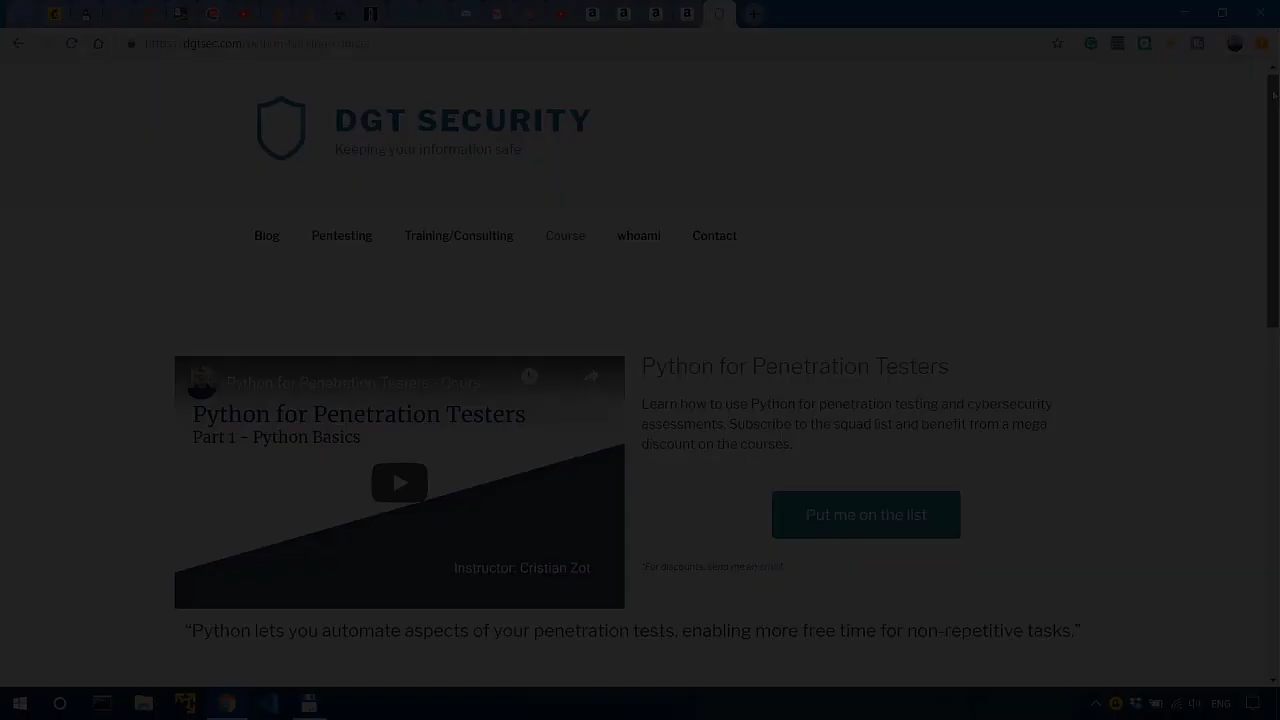 dgtsec.com
DGT SECURITY
Keeping your information safe
Blog
Pentesting
Training/Consulting
Course
whoami
Contact
Python for Penetration Testers - Cours
Python for Penetration Testers
Part 1 - Python Basics
Instructor: Cristian Zot
Python for Penetration Testers
Learn how to use Python for penetration testing and cybersecurity
assessments. Subscribe to the squad list and benefit from a mega
discount on the courses.
Put me on the list
*For discounts, send me an email
“Python lets you automate aspects of your penetration tests, enabling more free time for non-repetitive tasks.”
ENG